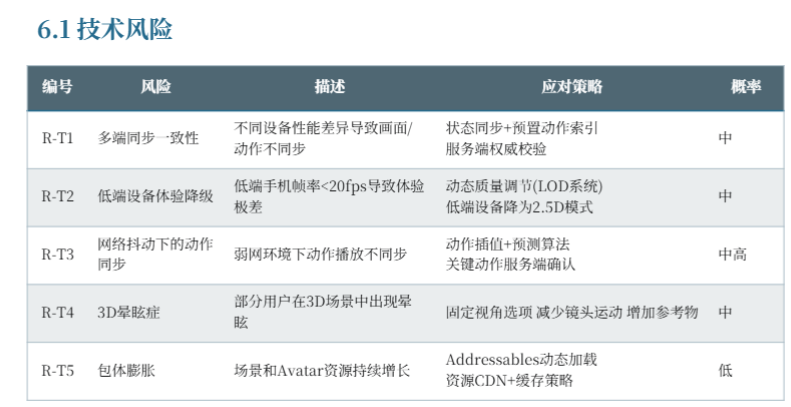 6.1 技术风险
编号 风险 描述 应对策略 概率
R-T1 多端同步一致性 不同设备性能差异导致画面/
动作不同步 状态同步+预置动作索引
服务端权威校验 中
R-T2 低端设备体验降级 低端手机帧率<20fps导致体验
极差 动态质量调节(LOD系统)
低端设备降为2.5D模式 中
R-T3 网络抖动下的动作
同步 弱网环境下动作播放不同步 动作插值+预测算法
关键动作服务端确认 中高
R-T4 3D晕眩症 部分用户在3D场景中出现晕
眩 固定视角选项 减少镜头运动 增加参考物 中
R-T5 包体膨胀 场景和Avatar资源持续增长 Addressables动态加载
资源CDN+缓存策略 低